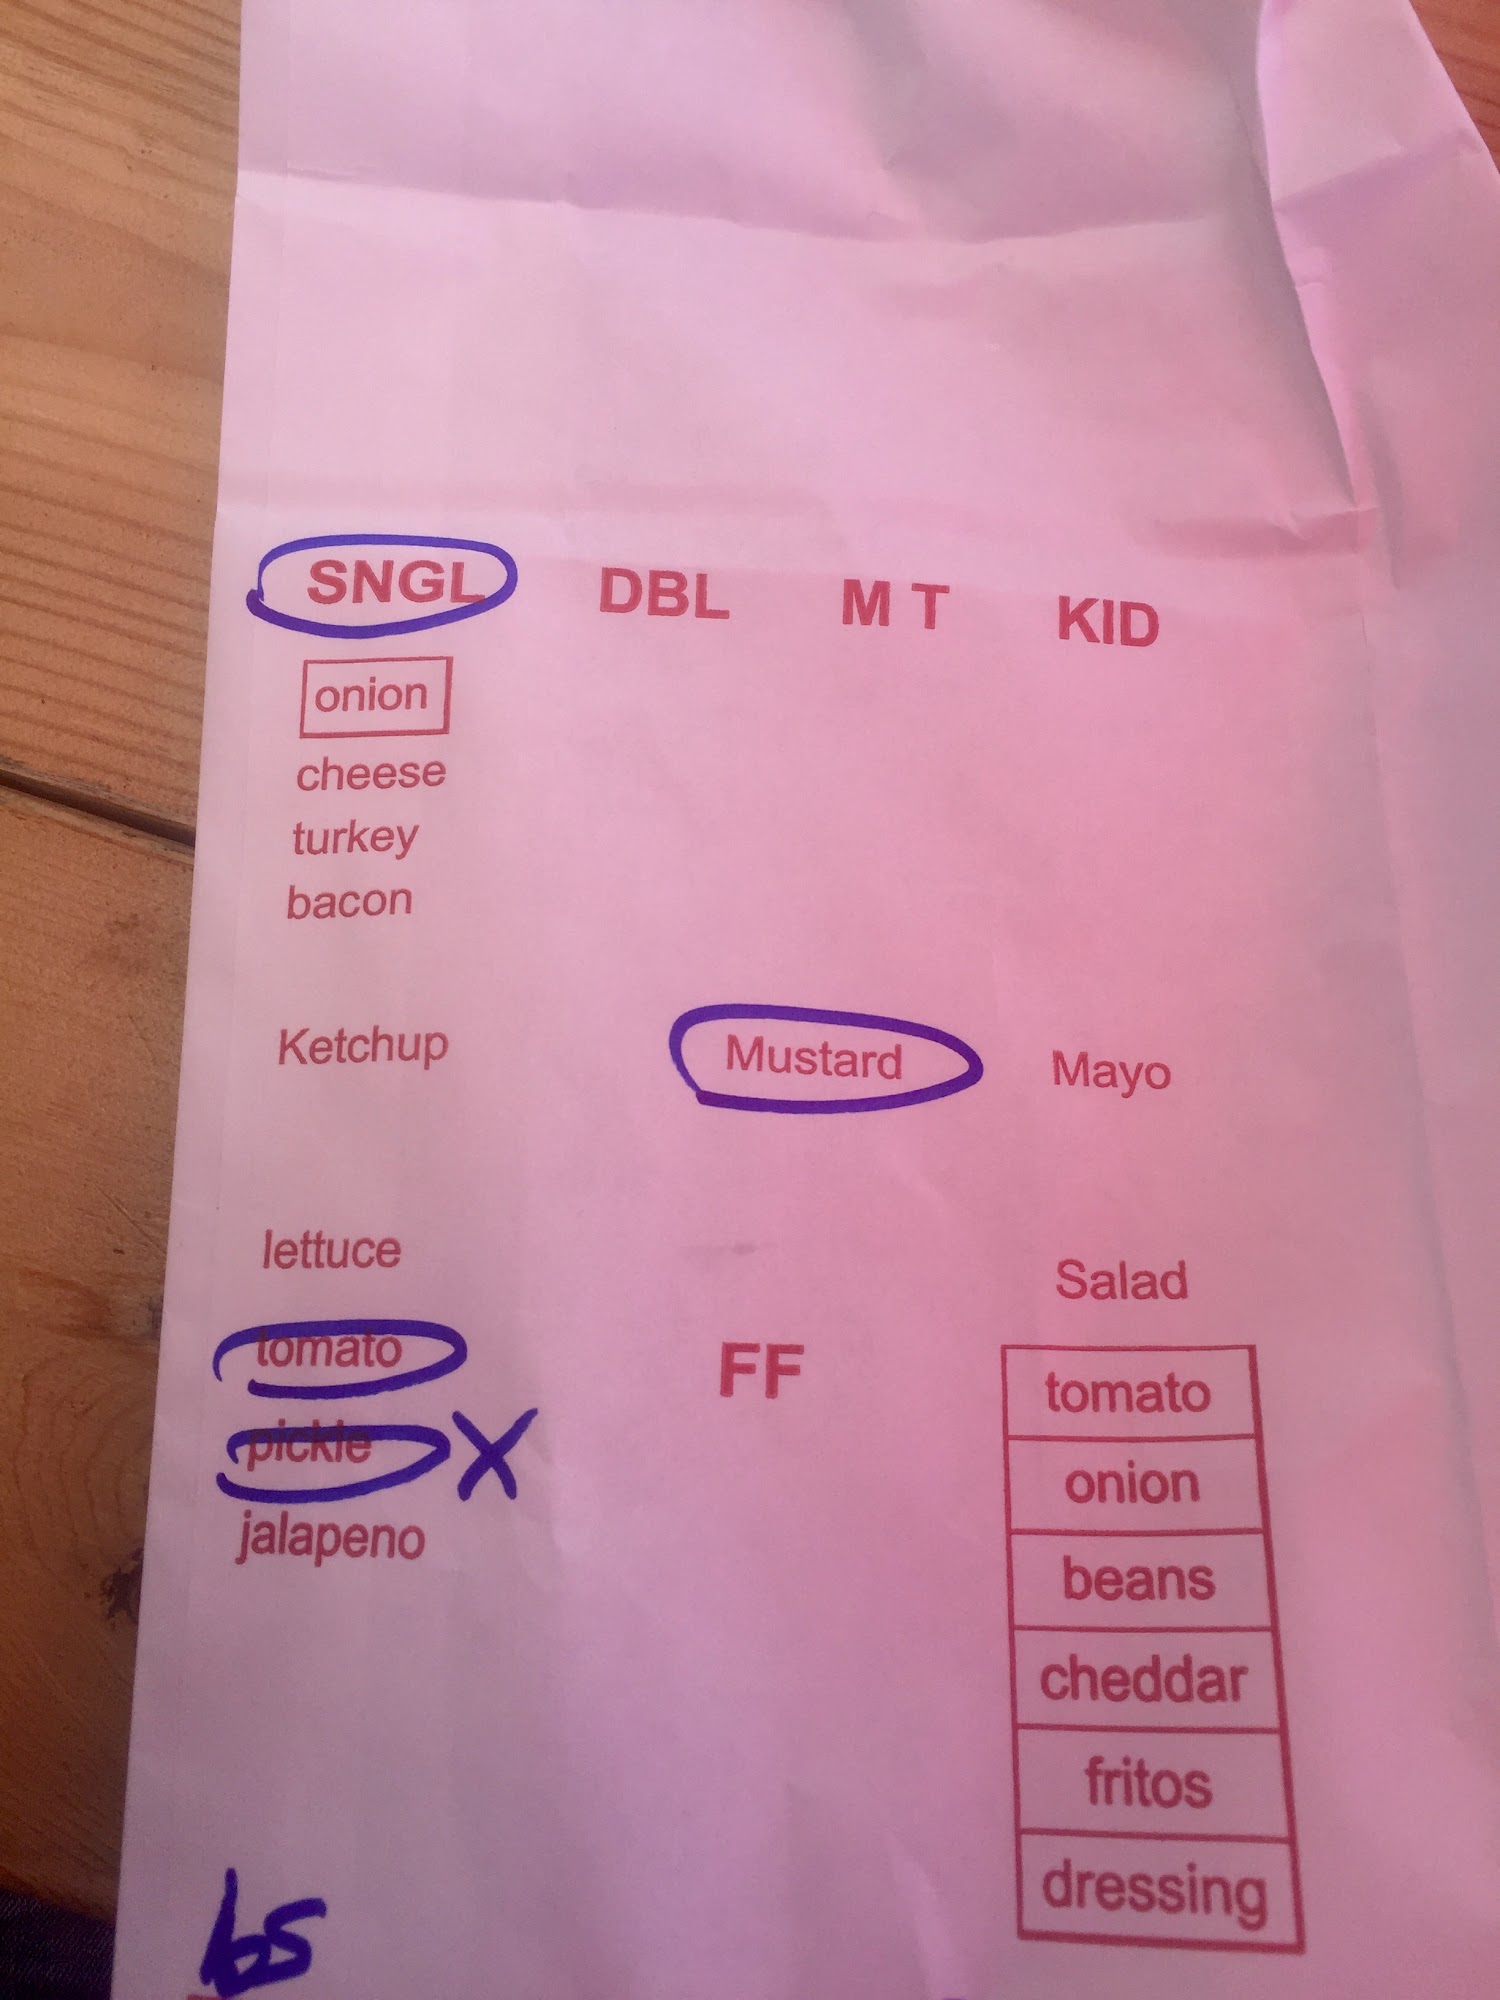 SNGL DBL M T KID
onion
cheese
turkey
bacon
Ketchup Mustard Mayo
lettuce
Salad
tomato
FF
tomato
pickle X
onion
jalapeno
beans
cheddar
fritos
dressing